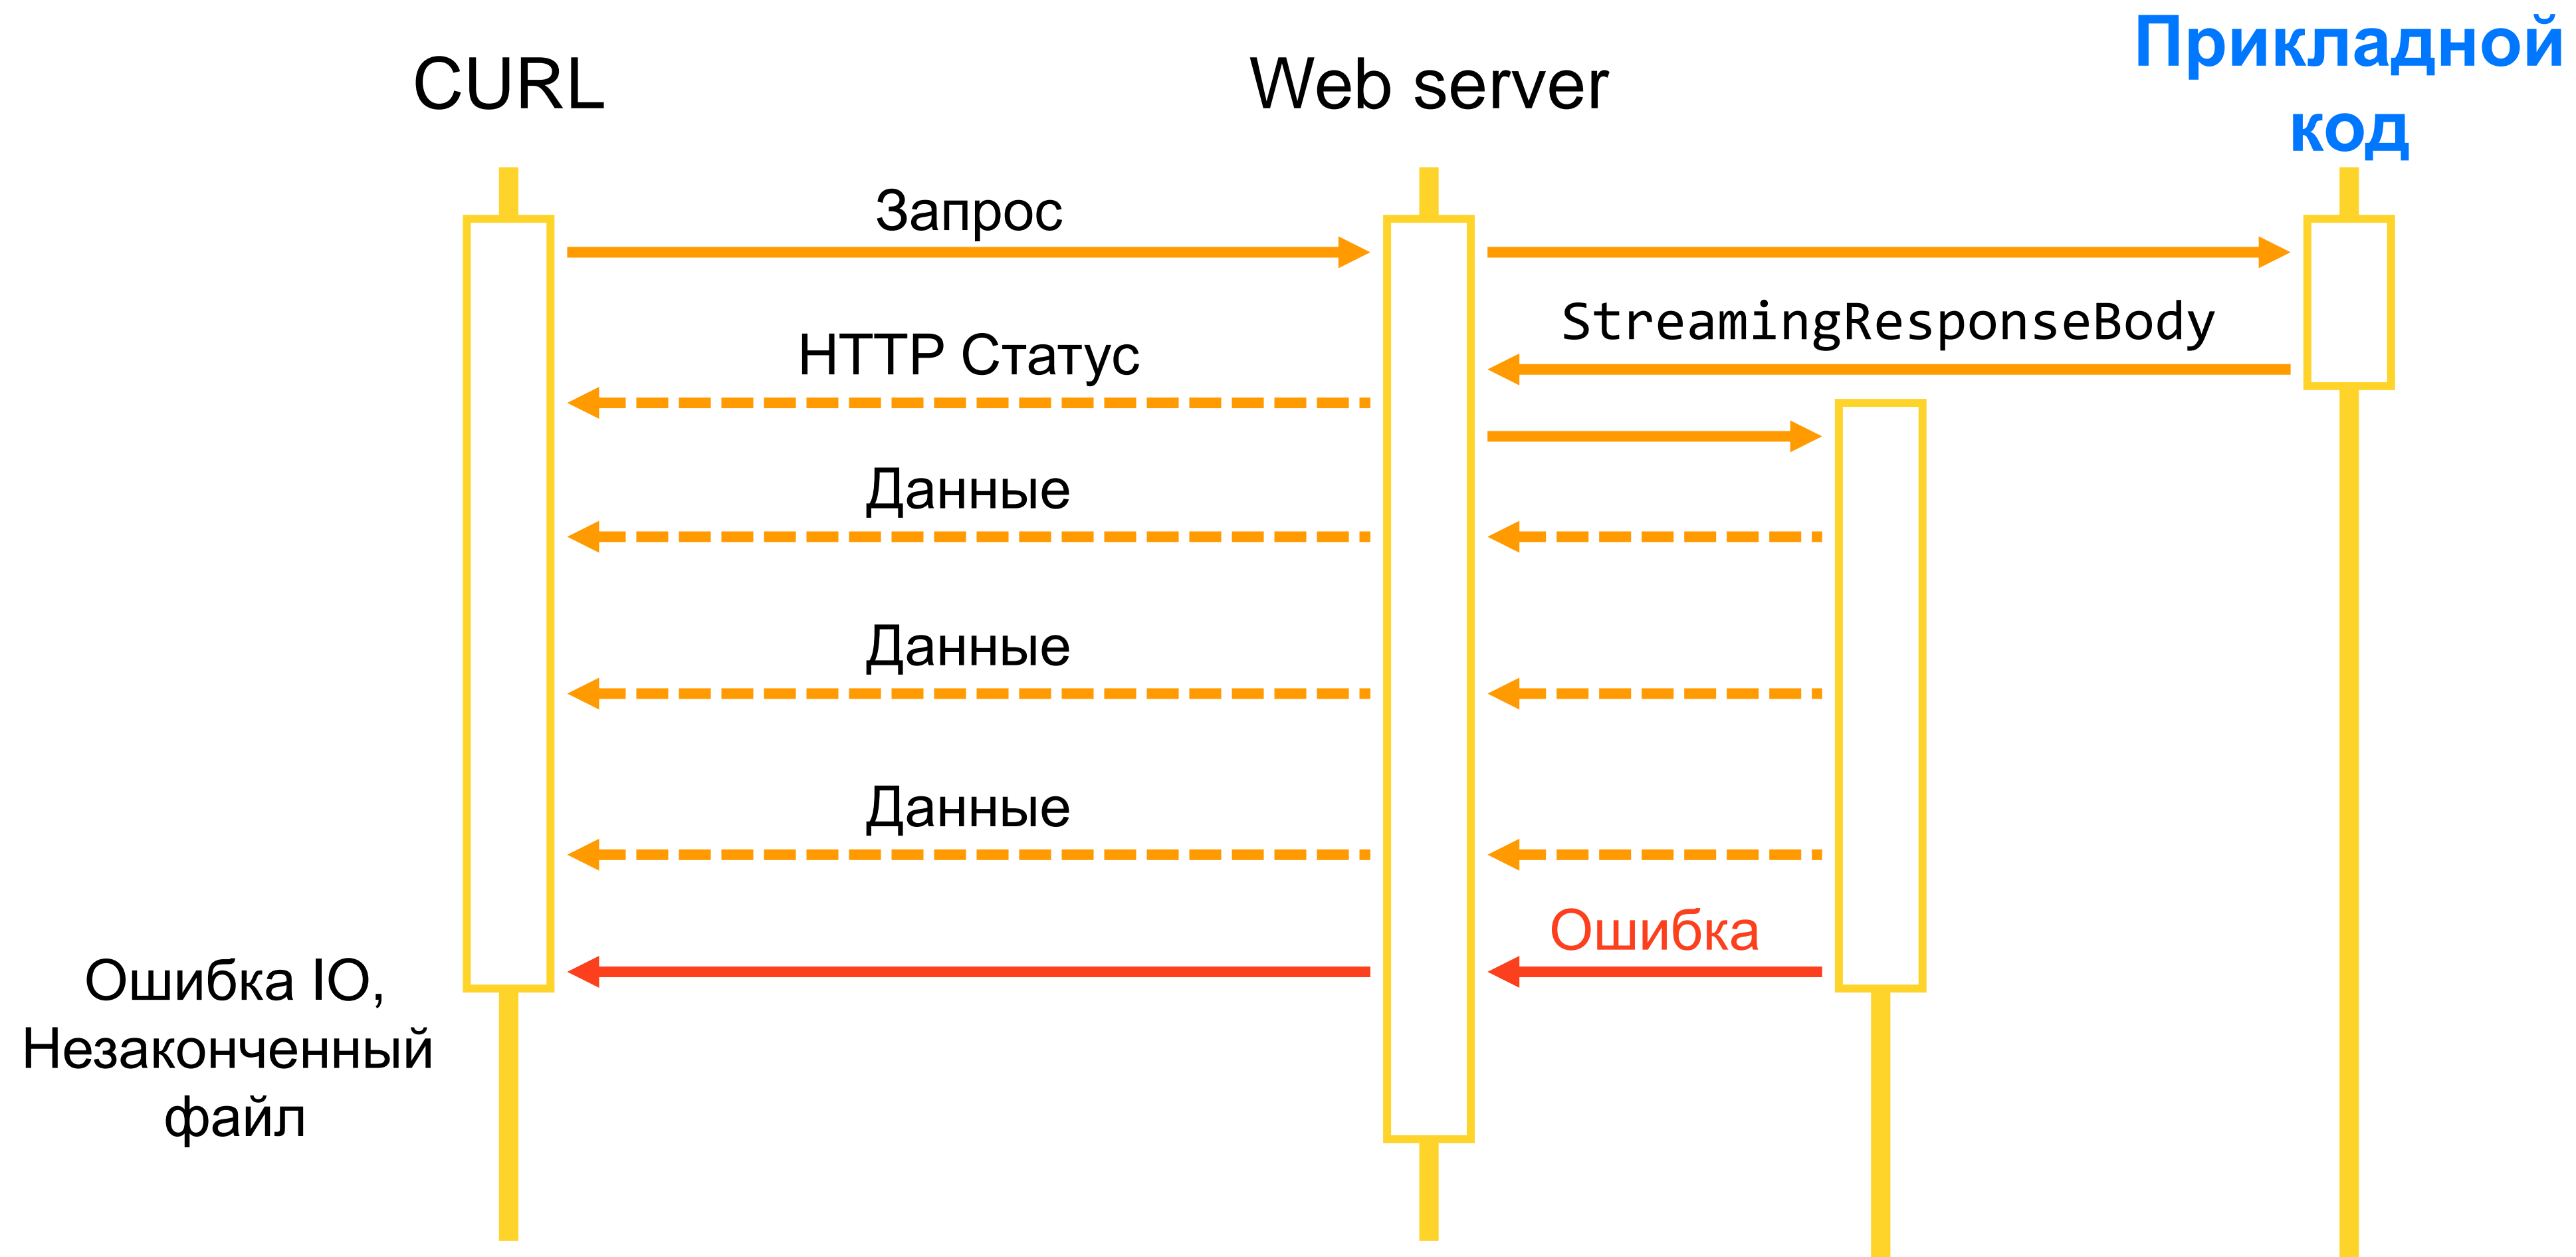 CURL
Web server
Прикладной
код
Запрос
StreamingResponseBody
HTTP Статус
Данные
Данные
Данные
Ошибка
Ошибка IO,
Незаконченный
файл